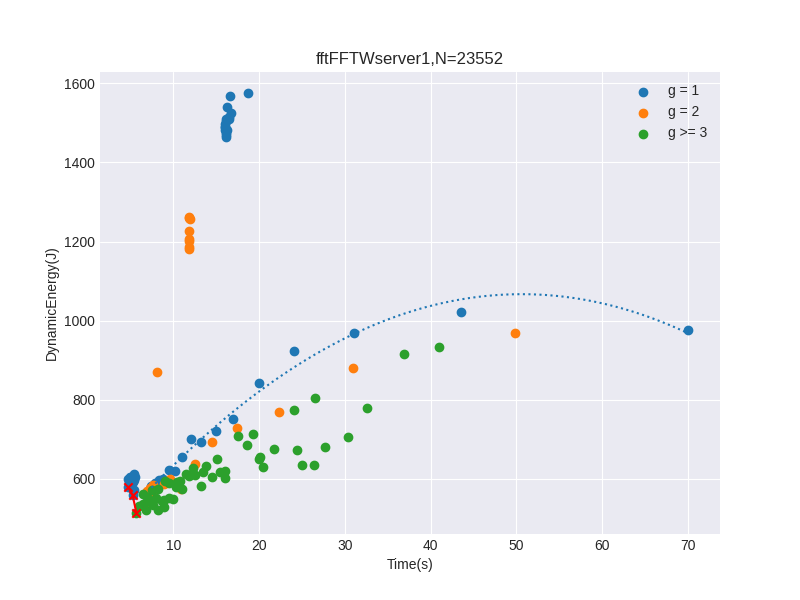 fftFFTWserver1,N=23552
g = 1
g = 2
g >= 3
1600
1400
1200
1000
800
600
DynamicEnergy(J)
10 20 30 40 50 60 70
Time(s)